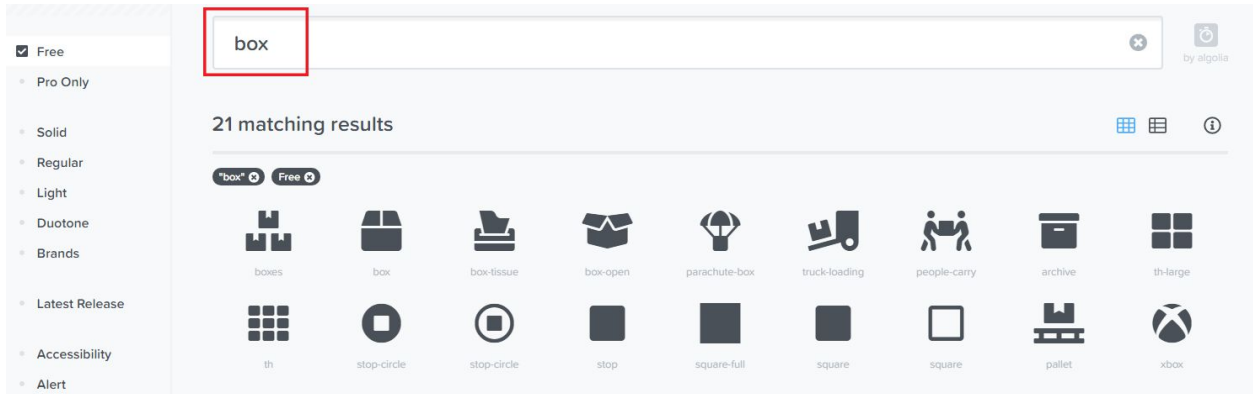 box
by algolia
Free
Pro Only
Solid
Regular
Light
Duotone
Brands
Latest Release
Accessibility
Alert
21 matching results
"box"
Free
boxes box box-tissue box-open parachute-box truck-loading people-carry archive th-large
th stop-circle stop-circle stop square-full square square pallet xbox